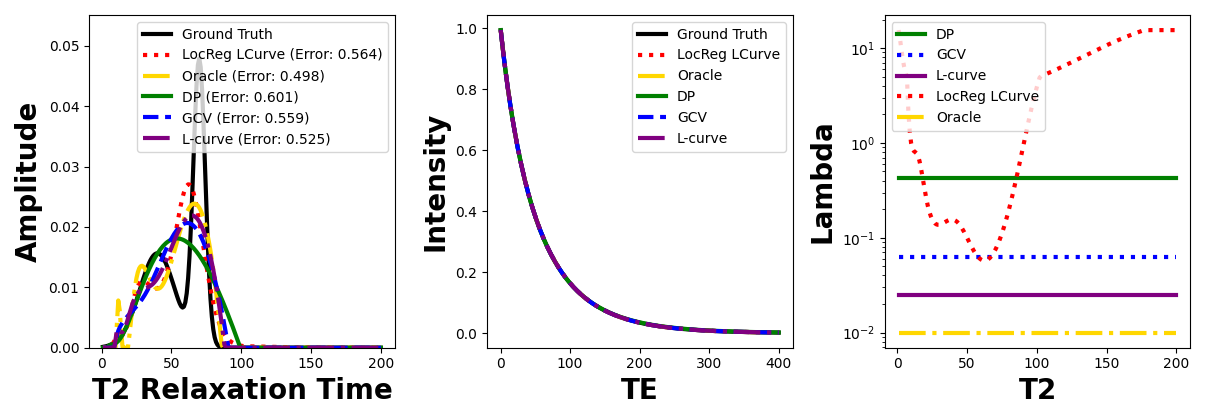 Amplitude
0.05
0.04
0.03
0.02
0.01
0.00
0 50 100 150 200
T2 Relaxation Time
Ground Truth
LocReg LCurve (Error: 0.564)
Oracle (Error: 0.498)
DP (Error: 0.601)
GCV (Error: 0.559)
L-curve (Error: 0.525)
Intensity
1.0
0.8
0.6
0.4
0.2
0.0
0 100 200 300 400
TE
Ground Truth
LocReg LCurve
Oracle
DP
GCV
L-curve
Lambda
10¹
10⁰
10⁻¹
10⁻²
0 50 100 150 200
T2
DP
GCV
L-curve
LocReg LCurve
Oracle